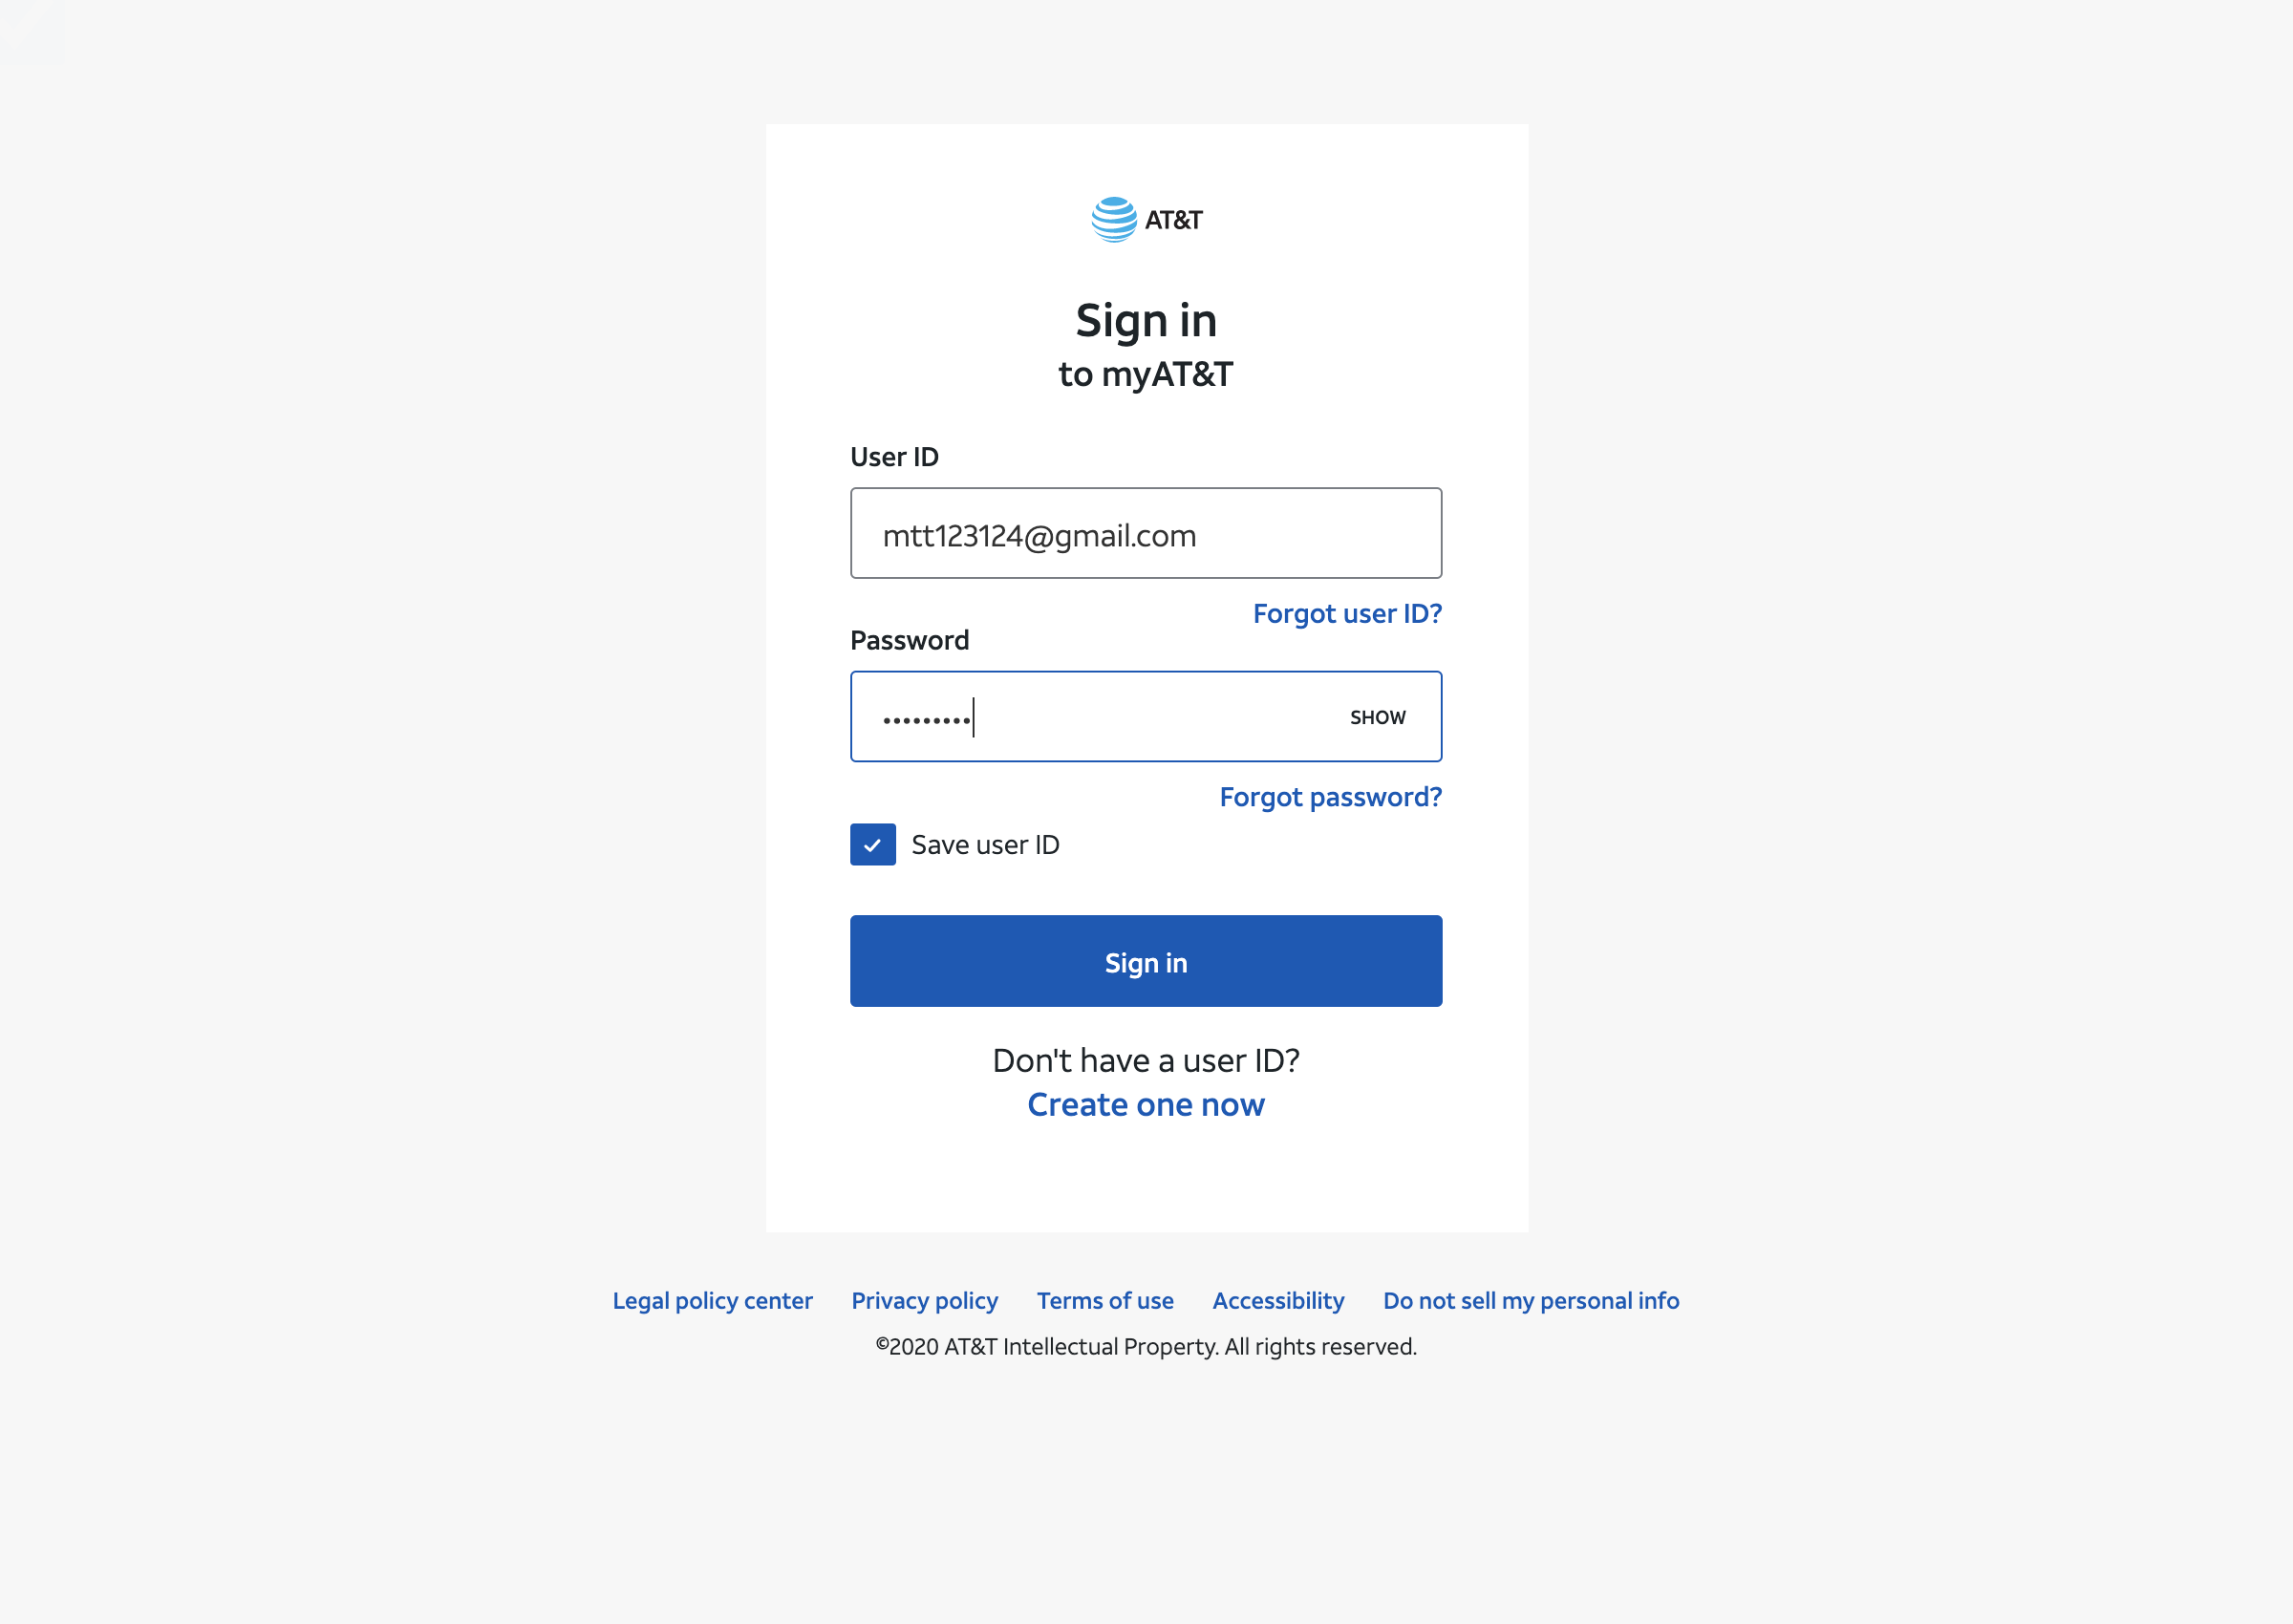 AT&T
Sign in
to myAT&T
User ID
mtt123124@gmail.com
Forgot user ID?
Password
•••••••••
SHOW
Forgot password?
Save user ID
Sign in
Don't have a user ID?
Create one now
Legal policy center Privacy policy Terms of use Accessibility Do not sell my personal info
©2020 AT&T Intellectual Property. All rights reserved.